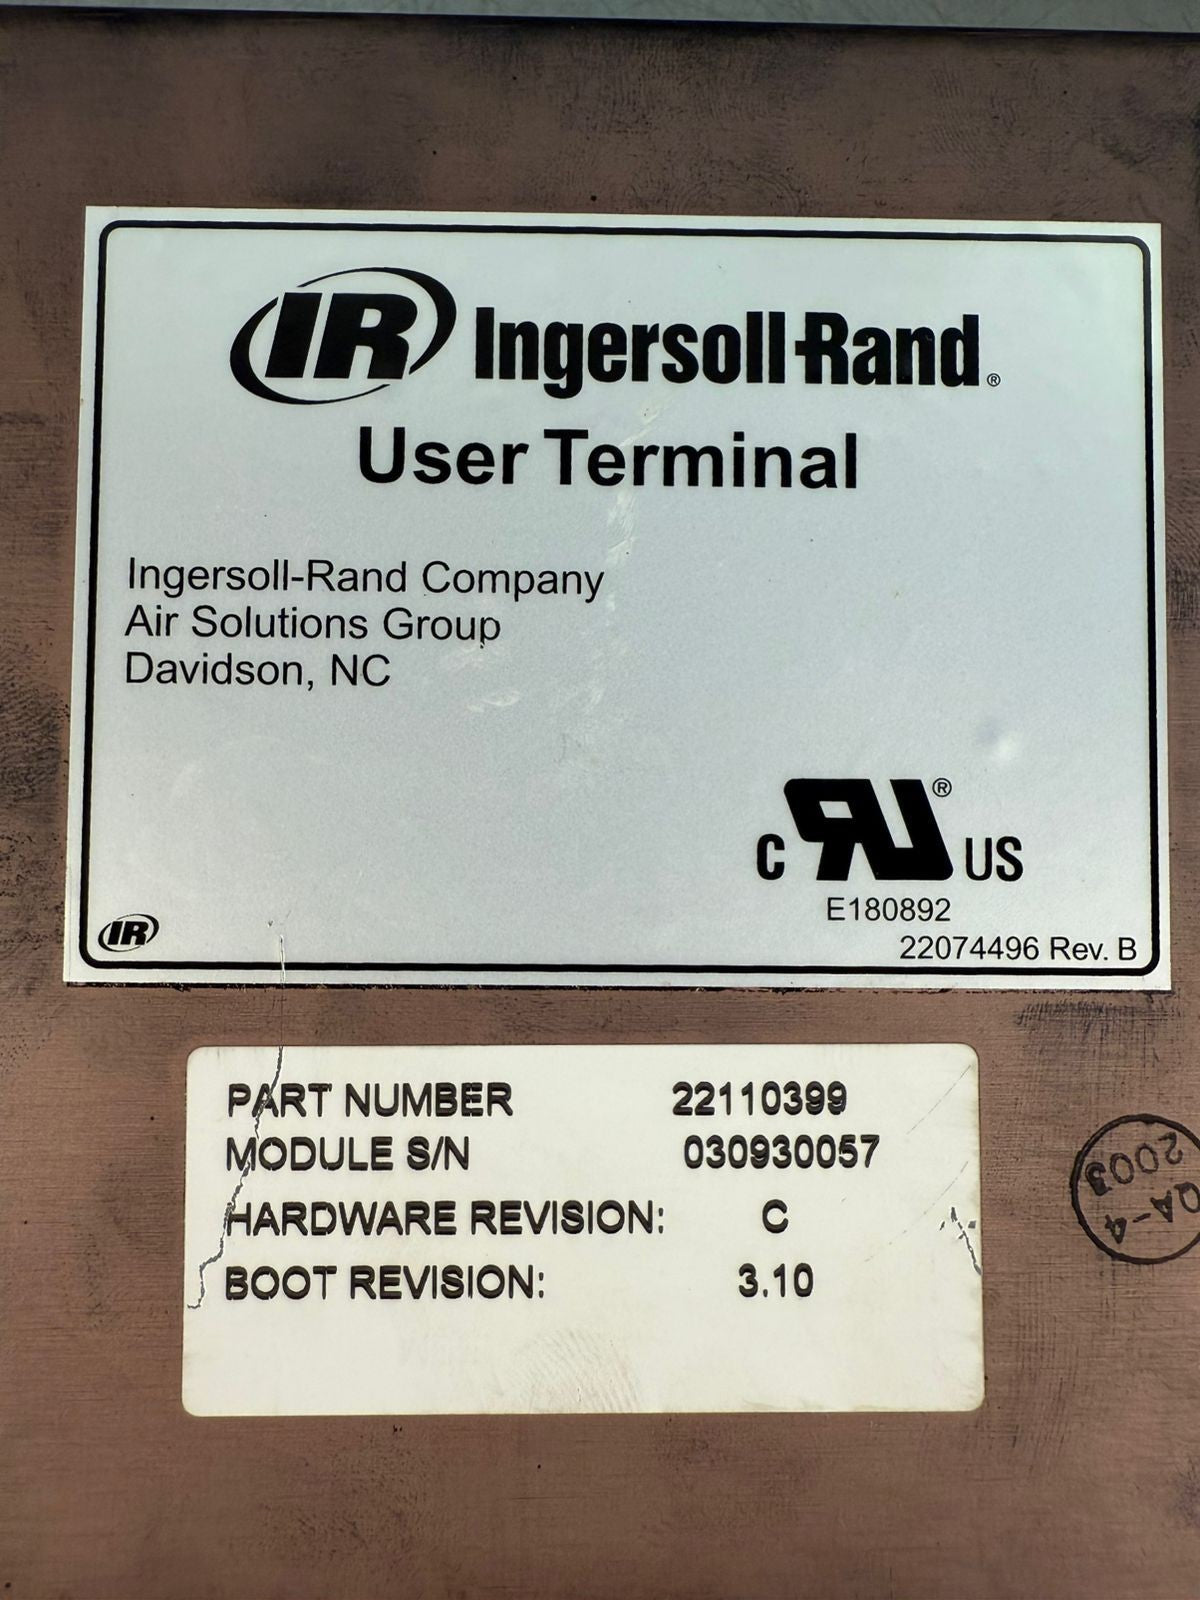 IR Ingersoll-Rand®
User Terminal
Ingersoll-Rand Company
Air Solutions Group
Davidson, NC
C RU® US
E180892
22074496 Rev. B
IR
PART NUMBER 22110399
MODULE S/N 030930057
HARDWARE REVISION: C
BOOT REVISION: 3.10
QA-4
2003